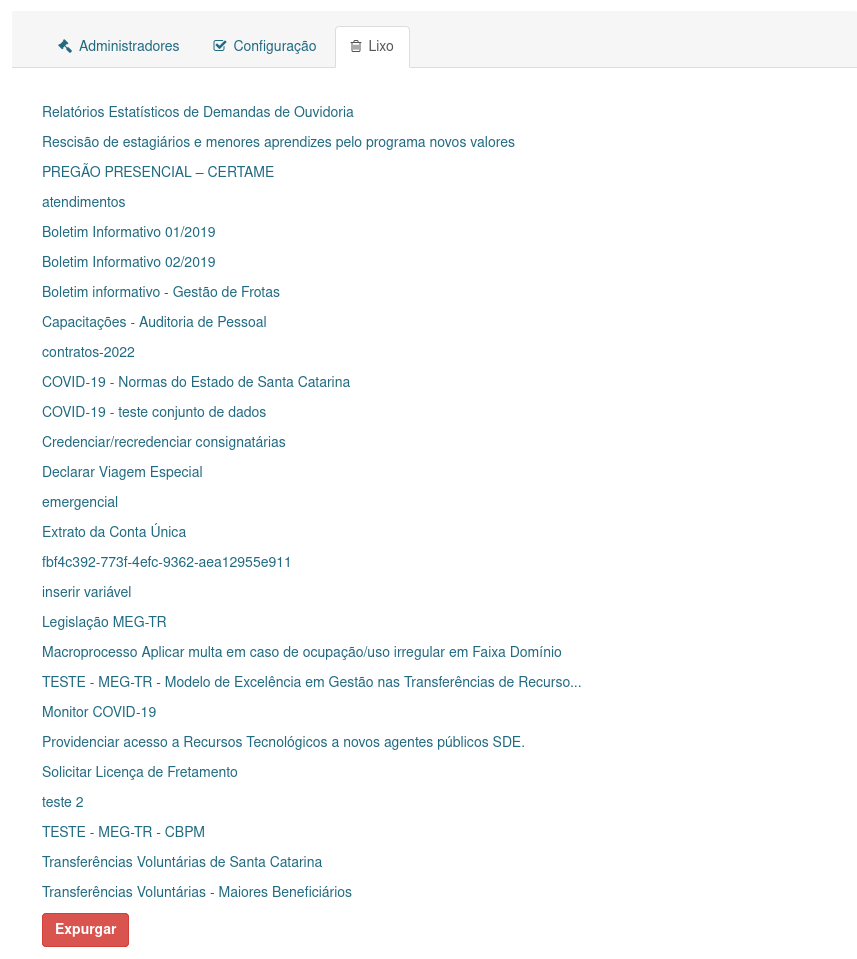 Administradores Configuração Lixo
Relatórios Estatísticos de Demandas de Ouvidoria
Rescisão de estagiários e menores aprendizes pelo programa novos valores
PREGÃO PRESENCIAL – CERTAME
atendimentos
Boletim Informativo 01/2019
Boletim Informativo 02/2019
Boletim informativo - Gestão de Frotas
Capacitações - Auditoria de Pessoal
contratos-2022
COVID-19 - Normas do Estado de Santa Catarina
COVID-19 - teste conjunto de dados
Credenciar/recredenciar consignatárias
Declarar Viagem Especial
emergencial
Extrato da Conta Única
fbf4c392-773f-4efc-9362-aea12955e911
inserir variável
Legislação MEG-TR
Macroprocesso Aplicar multa em caso de ocupação/uso irregular em Faixa Domínio
TESTE - MEG-TR - Modelo de Excelência em Gestão nas Transferências de Recurso...
Monitor COVID-19
Providenciar acesso a Recursos Tecnológicos a novos agentes públicos SDE.
Solicitar Licença de Fretamento
teste 2
TESTE - MEG-TR - CBPM
Transferências Voluntárias de Santa Catarina
Transferências Voluntárias - Maiores Beneficiários
Expurgar